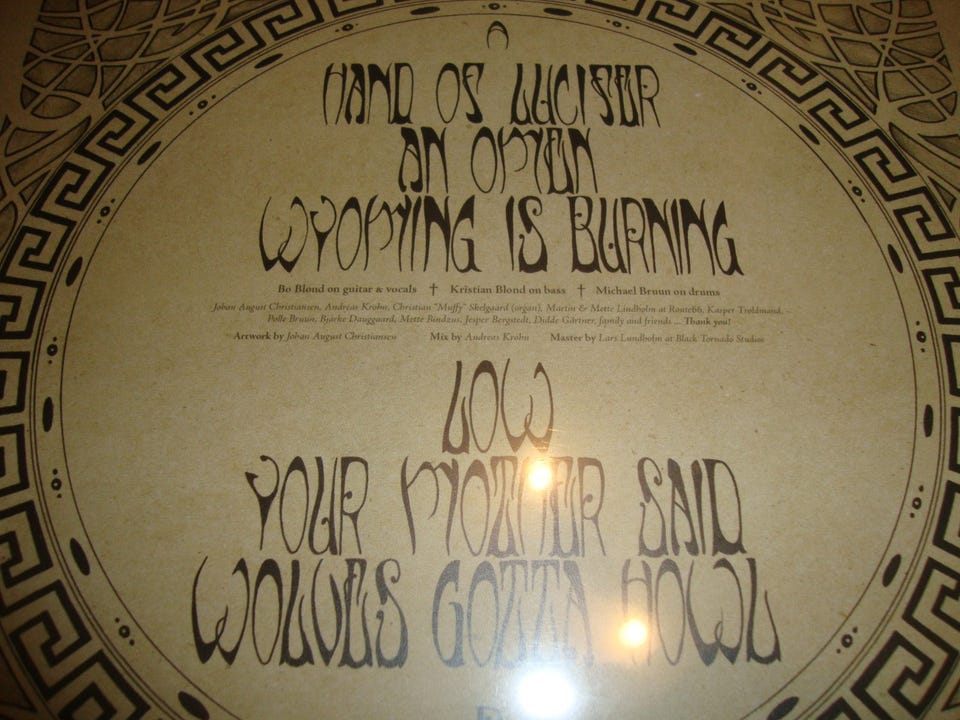 A
HAND OF LUCIFER
AN OMEN
WYOMING IS BURNING
Bo Blond on guitar & vocals † Kristian Blond on bass † Michael Bruun on drums
Johan August Christiansen, Andreas Krohn, Christian "Muffy" Skelgaard (organ), Martin & Mette Lindholm at Route66, Kasper Troldmand,
Polle Bruun, Bjarke Dauggaard, Mette Bindzus, Jesper Bergstedt, Didde Gärtner, family and friends ... Thank you!
Artwork by Johan August Christiansen Mix by Andreas Krohn Master by Lars Lundholm at Black Tornado Studios
LOW
YOUR MOTHER SAID
WOLVES GOTTA HOWL